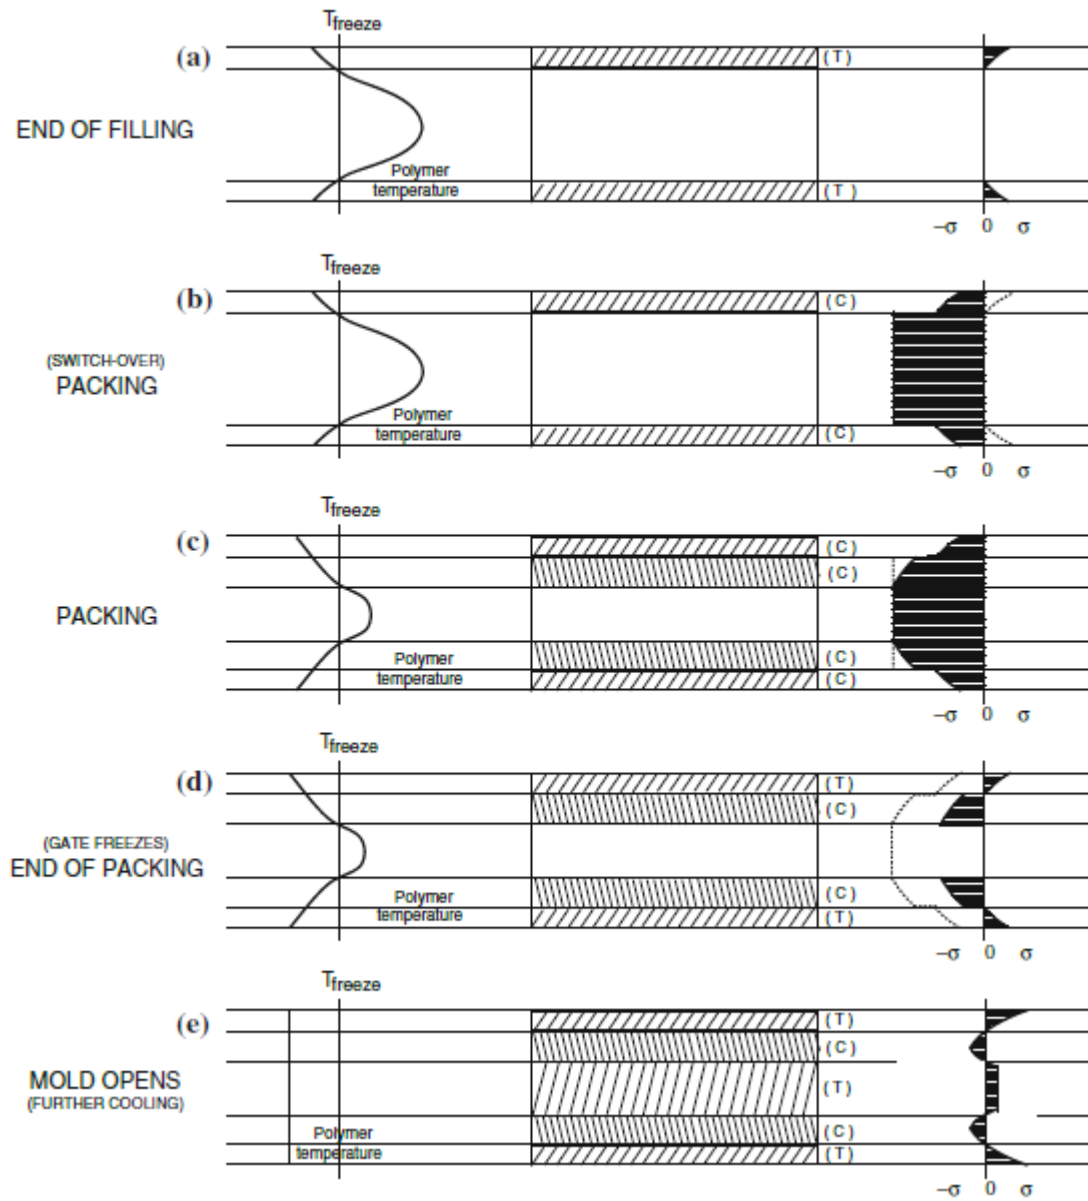 Tfreeze
(a)
(T)
END OF FILLING
Polymer
temperature
(T)
−σ 0 σ
Tfreeze
(b)
(C)
(SWITCH-OVER)
PACKING
Polymer
temperature
(C)
−σ 0 σ
Tfreeze
(c)
(C)
(C)
PACKING
Polymer
temperature
(C)
(C)
−σ 0 σ
Tfreeze
(d)
(T)
(C)
(GATE FREEZES)
END OF PACKING
Polymer
temperature
(C)
(T)
−σ 0 σ
Tfreeze
(e)
(T)
(C)
MOLD OPENS
(FURTHER COOLING)
(T)
Polymer
temperature
(C)
(T)
−σ 0 σ